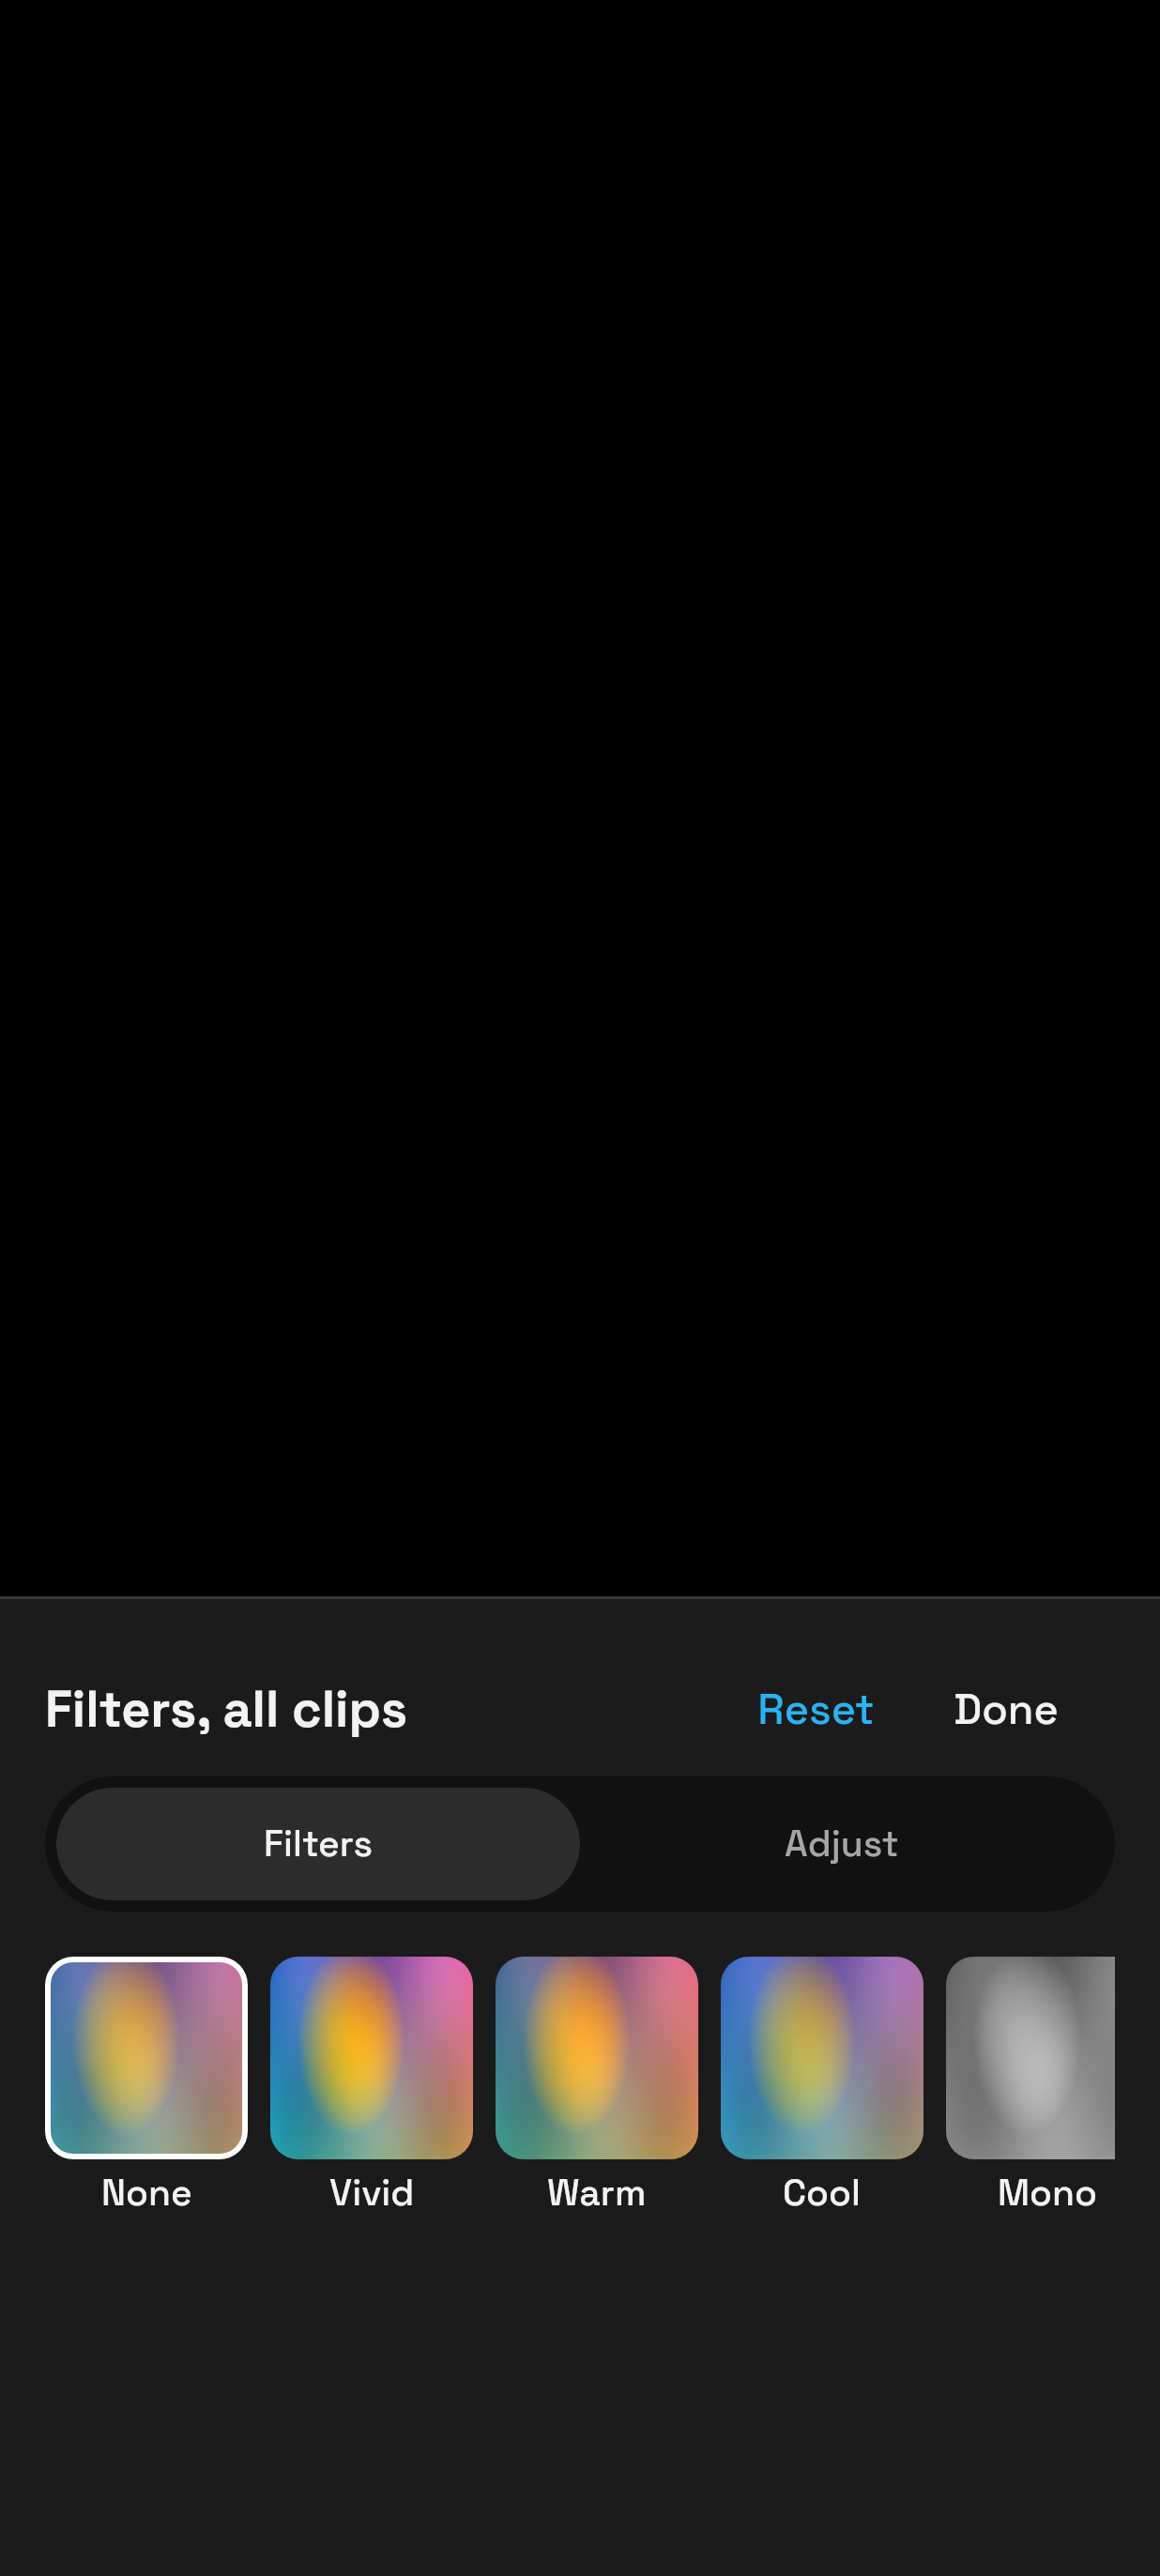 Filters, all clips
Reset
Done
Filters
Adjust
None
Vivid
Warm
Cool
Mono